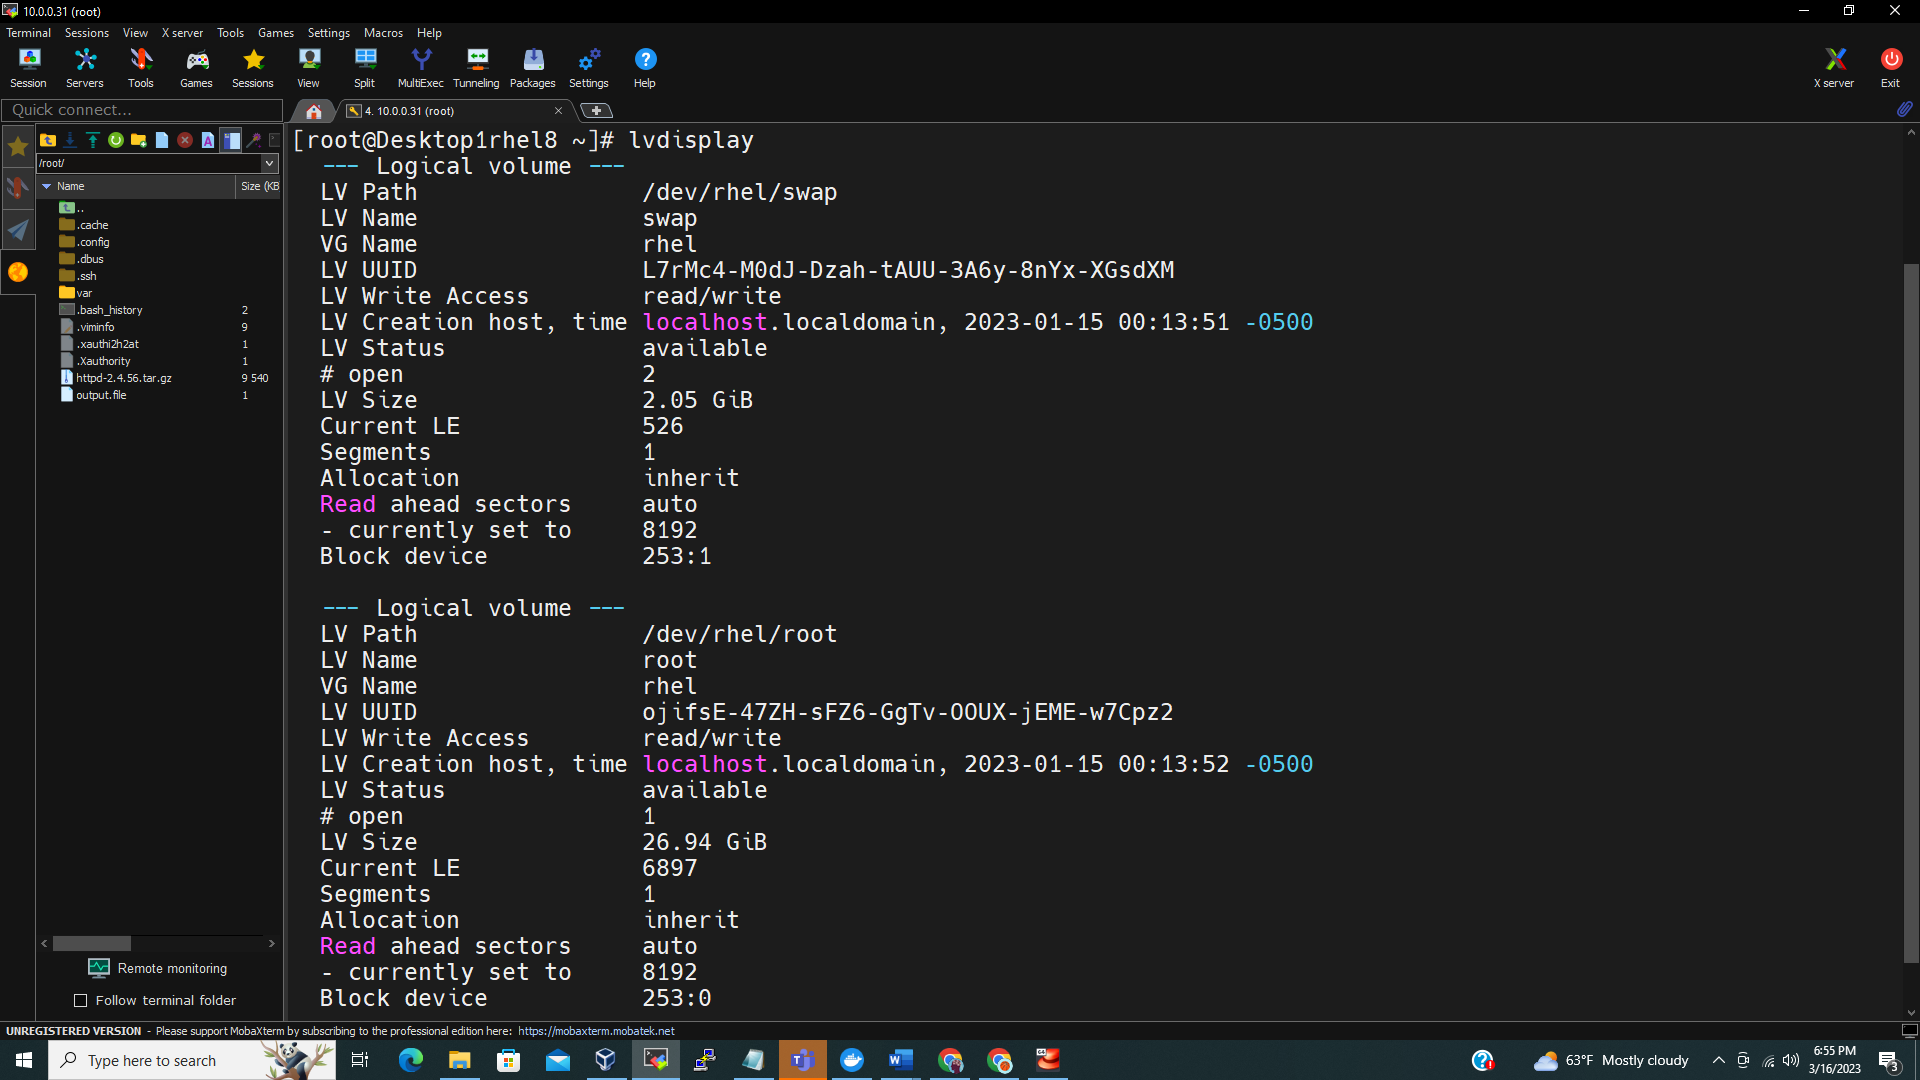 10.0.0.31 (root)
Terminal Sessions View X server Tools Games Settings Macros Help
Session Servers Tools Games Sessions View Split MultiExec Tunneling Packages Settings Help X server Exit
Quick connect...
4. 10.0.0.31 (root)
/root/
Name Size (KB
..
.cache
.config
.dbus
.ssh
var
.bash_history 2
.viminfo 9
.xauthi2h2at 1
.Xauthority 1
httpd-2.4.56.tar.gz 9 540
output.file 1
Remote monitoring
Follow terminal folder
[root@Desktop1rhel8 ~]# lvdisplay
--- Logical volume ---
LV Path /dev/rhel/swap
LV Name swap
VG Name rhel
LV UUID L7rMc4-M0dJ-Dzah-tAUU-3A6y-8nYx-XGsdXM
LV Write Access read/write
LV Creation host, time localhost.localdomain, 2023-01-15 00:13:51 -0500
LV Status available
# open 2
LV Size 2.05 GiB
Current LE 526
Segments 1
Allocation inherit
Read ahead sectors auto
- currently set to 8192
Block device 253:1
--- Logical volume ---
LV Path /dev/rhel/root
LV Name root
VG Name rhel
LV UUID ojifsE-47ZH-sFZ6-GgTv-OOUX-jEME-w7Cpz2
LV Write Access read/write
LV Creation host, time localhost.localdomain, 2023-01-15 00:13:52 -0500
LV Status available
# open 1
LV Size 26.94 GiB
Current LE 6897
Segments 1
Allocation inherit
Read ahead sectors auto
- currently set to 8192
Block device 253:0
UNREGISTERED VERSION - Please support MobaXterm by subscribing to the professional edition here: https://mobaxterm.mobatek.net
Type here to search
63°F Mostly cloudy
6:55 PM
3/16/2023
3